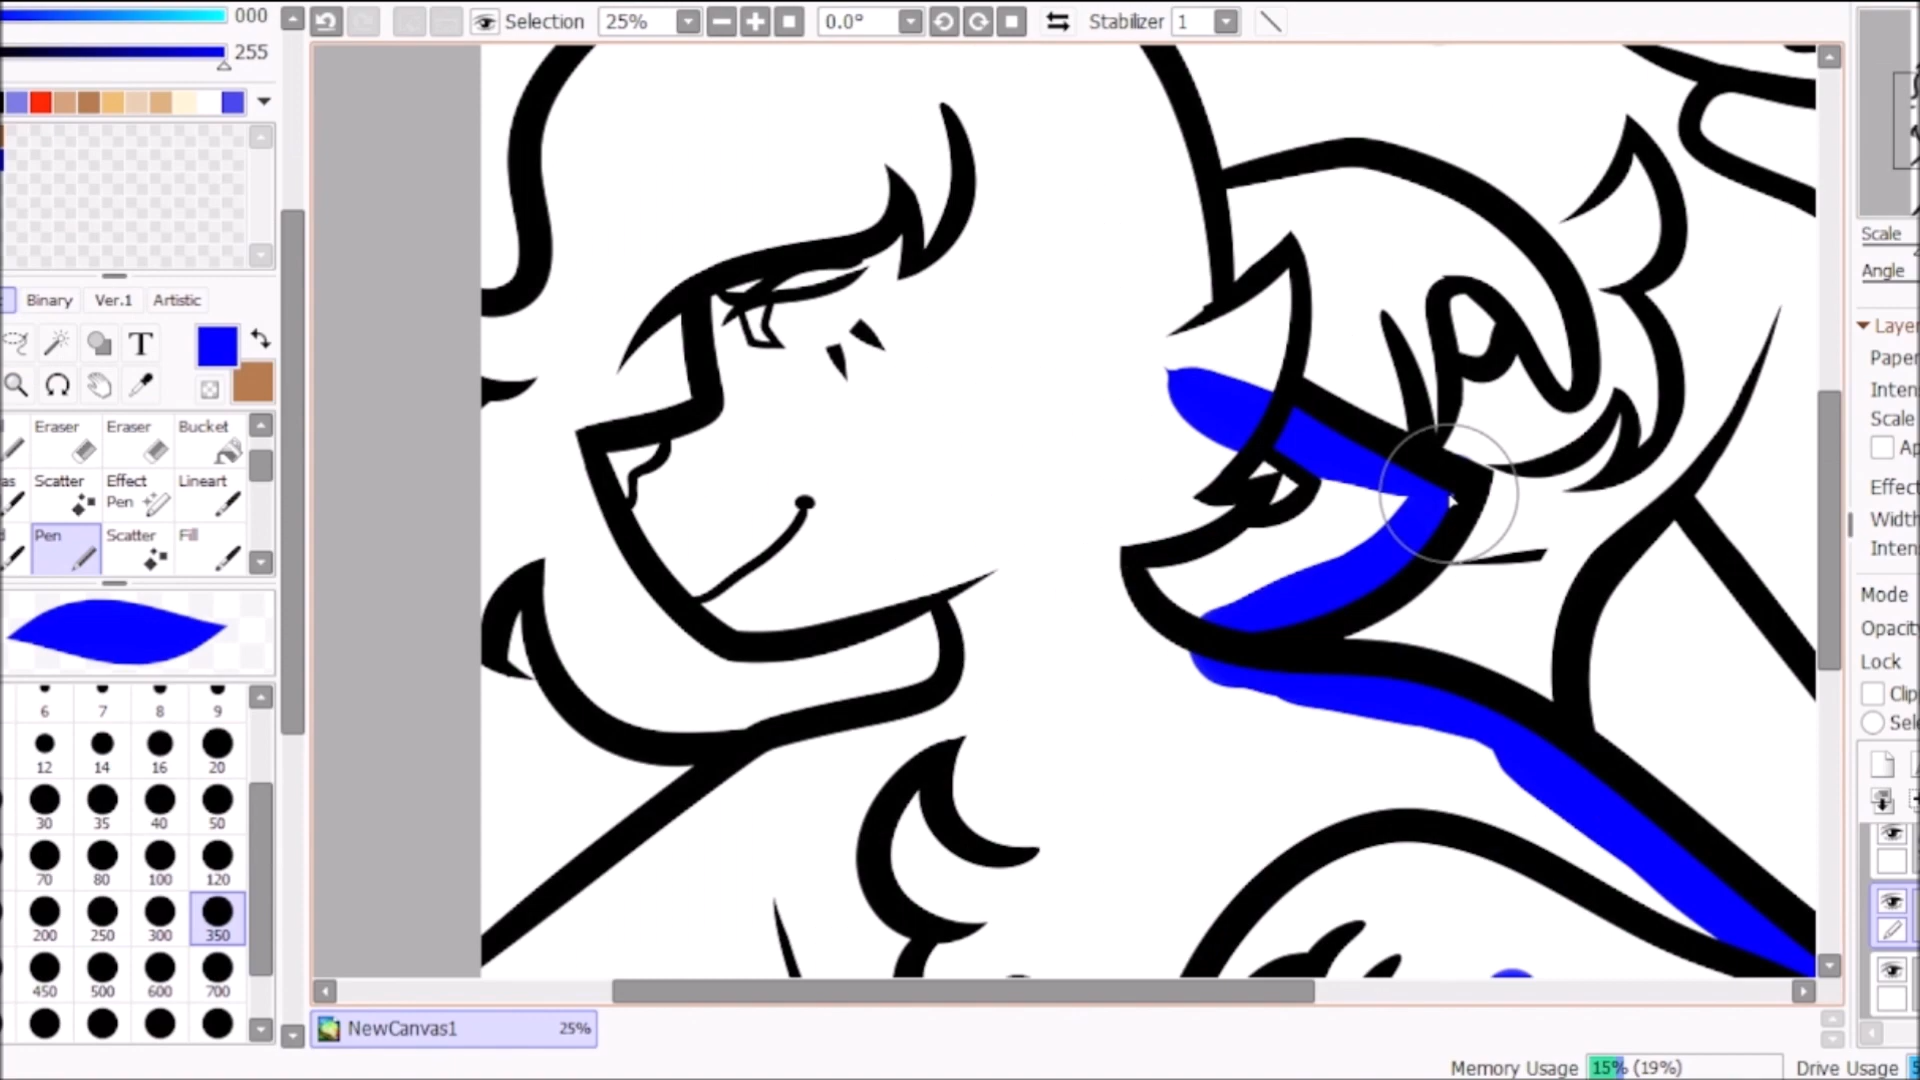 000
255
Selection 25% 0.0° Stabilizer 1
Binary Ver.1 Artistic
T
Eraser Eraser Bucket
Scatter Effect Pen Lineart
Pen Scatter Fill
6 7 8 9
12 14 16 20
30 35 40 50
70 80 100 120
200 250 300 350
450 500 600 700
Scale
Angle
Layer
Paper
Inten
Scale
Ap
Effect
Width
Inten
Mode
Opacit
Lock
Clip
Sele
NewCanvas1 25%
Memory Usage 15% (19%) Drive Usage